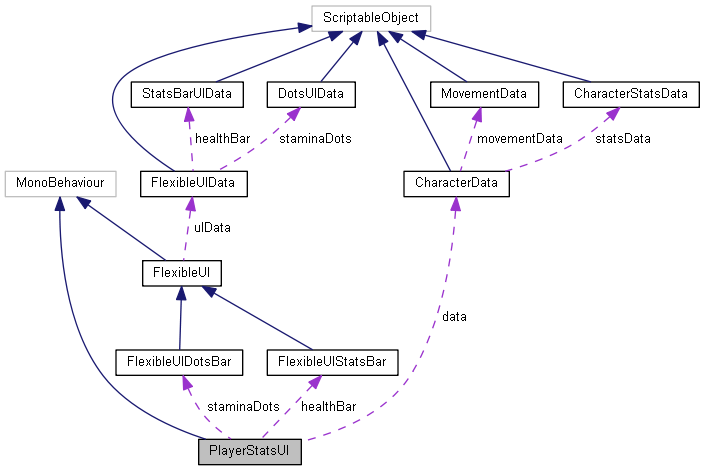 ScriptableObject
StatsBarUIData
DotsUIData
MovementData
CharacterStatsData
healthBar
staminaDots
movementData
statsData
MonoBehaviour
FlexibleUIData
CharacterData
uIData
FlexibleUI
data
FlexibleUIDotsBar
FlexibleUIStatsBar
staminaDots
healthBar
PlayerStatsUI